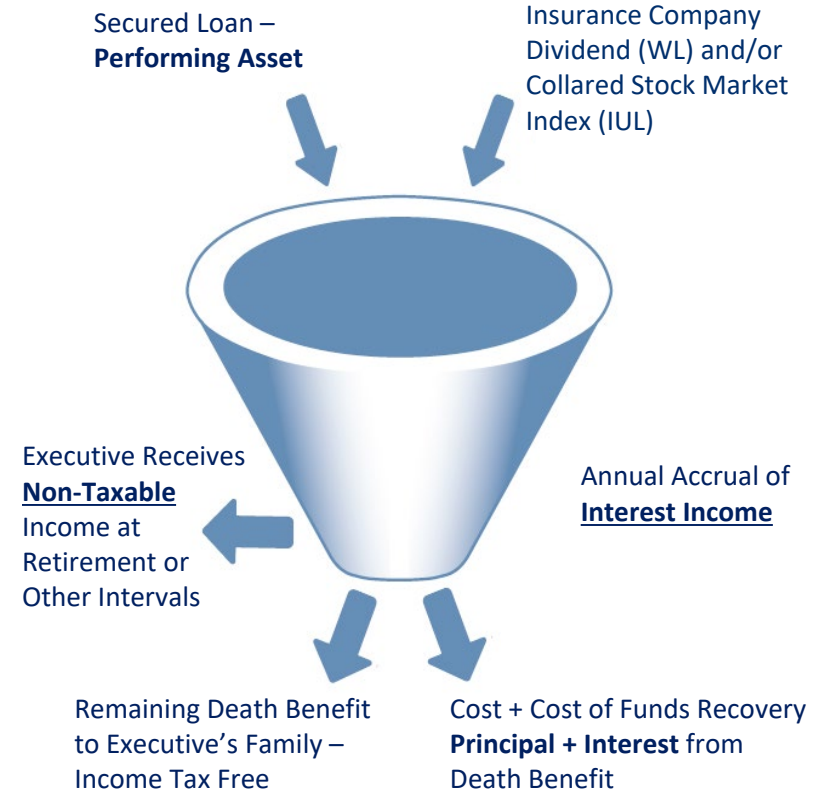 Secured Loan –
Performing Asset
Insurance Company
Dividend (WL) and/or
Collared Stock Market
Index (IUL)
Executive Receives
Non-Taxable
Income at
Retirement or
Other Intervals
Annual Accrual of
Interest Income
Remaining Death Benefit
to Executive's Family –
Income Tax Free
Cost + Cost of Funds Recovery
Principal + Interest from
Death Benefit